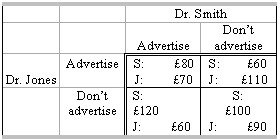 Dr. Smith
Advertise
Don't
advertise
Dr. Jones
Advertise
S: £80
J: £70
S: £60
J: £110
Don't
advertise
S:
£120
J: £60
S:
£100
J: £90